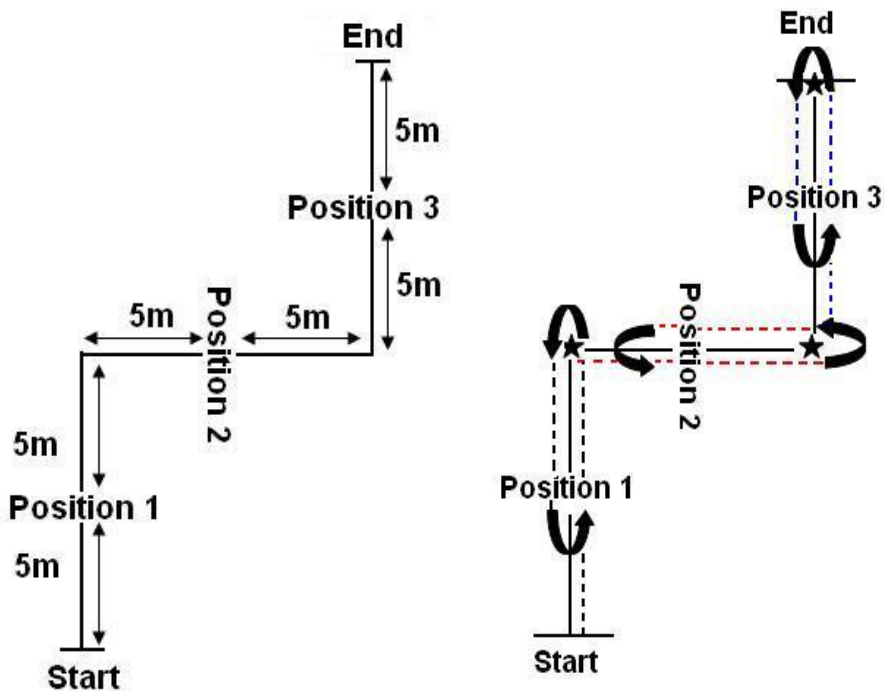 End
5m
Position 3
5m
5m
5m
Position 2
5m
Position 1
5m
Start
End
Position 3
Position 2
Position 1
Start